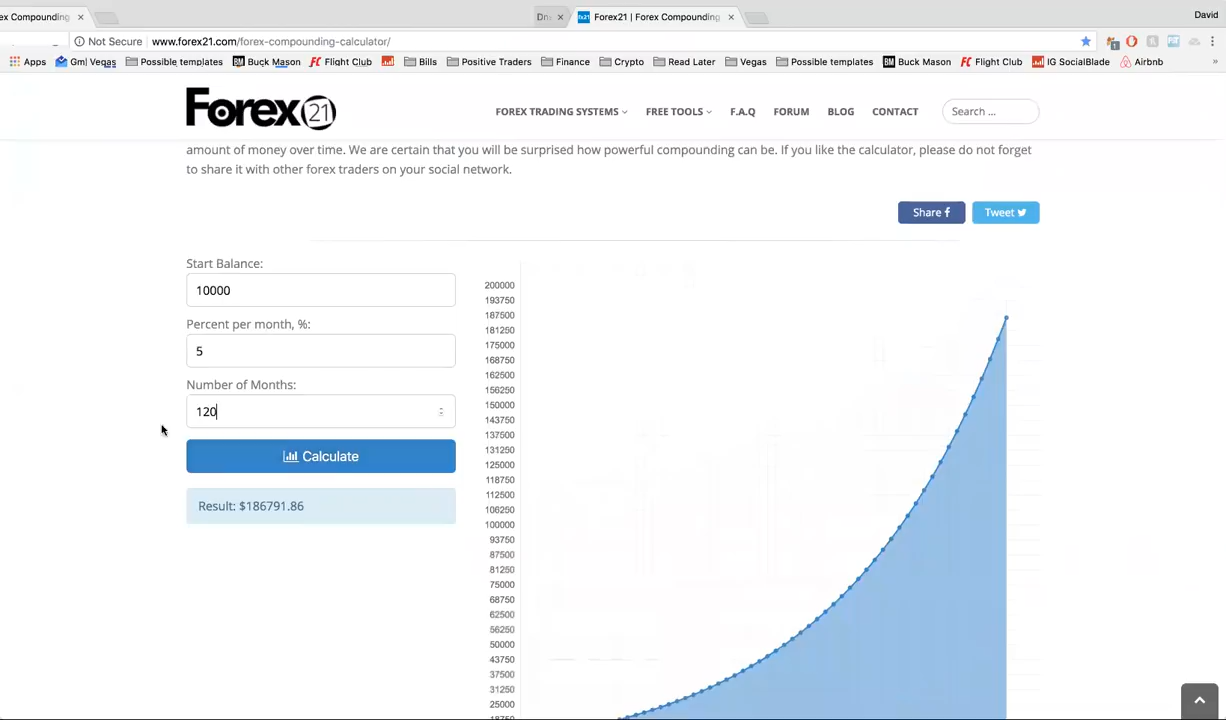 ex Compounding
Dn
Forex21 | Forex Compounding
David
Not Secure
www.forex21.com/forex-compounding-calculator/
Apps
Gm| Vegas
Possible templates
BM Buck Mason
FC Flight Club
Bills
Positive Traders
Finance
Crypto
Read Later
Vegas
Possible templates
BM Buck Mason
FC Flight Club
IG SocialBlade
Airbnb
»
Forex21
FOREX TRADING SYSTEMS
FREE TOOLS
F.A.Q
FORUM
BLOG
CONTACT
Search ...
amount of money over time. We are certain that you will be surprised how powerful compounding can be. If you like the calculator, please do not forget
to share it with other forex traders on your social network.
Share f
Tweet
Start Balance:
10000
Percent per month, %:
5
Number of Months:
120
Calculate
Result: $186791.86
200000
193750
187500
181250
175000
168750
162500
156250
150000
143750
137500
131250
125000
118750
112500
106250
100000
93750
87500
81250
75000
68750
62500
56250
50000
43750
37500
31250
25000
18750